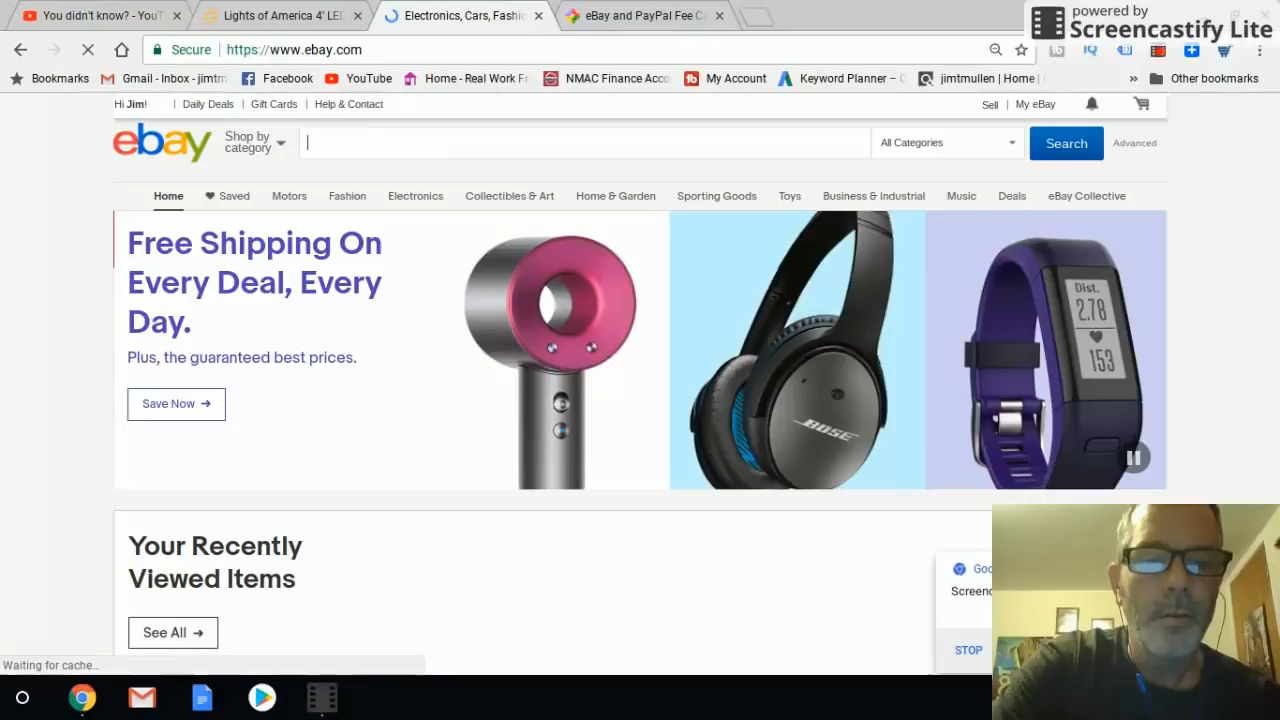 You didn't know? - YouT
Lights of America 4' LED
Electronics, Cars, Fashi
eBay and PayPal Fee Ca
powered by
Screencastify Lite
Secure https://www.ebay.com
Bookmarks Gmail - Inbox - jimtm Facebook YouTube Home - Real Work Fr NMAC Finance Acco My Account Keyword Planner – jimtmullen | Home | » Other bookmarks
Hi Jim! | Daily Deals | Gift Cards | Help & Contact
Sell | My eBay
ebay
Shop by
category
All Categories
Search
Advanced
Home Saved Motors Fashion Electronics Collectibles & Art Home & Garden Sporting Goods Toys Business & Industrial Music Deals eBay Collective
Free Shipping On
Every Deal, Every
Day.
Plus, the guaranteed best prices.
Save Now →
BOSE
Dist.
2.78
153
Your Recently
Viewed Items
See All →
Goo
Screenc
STOP
Waiting for cache...